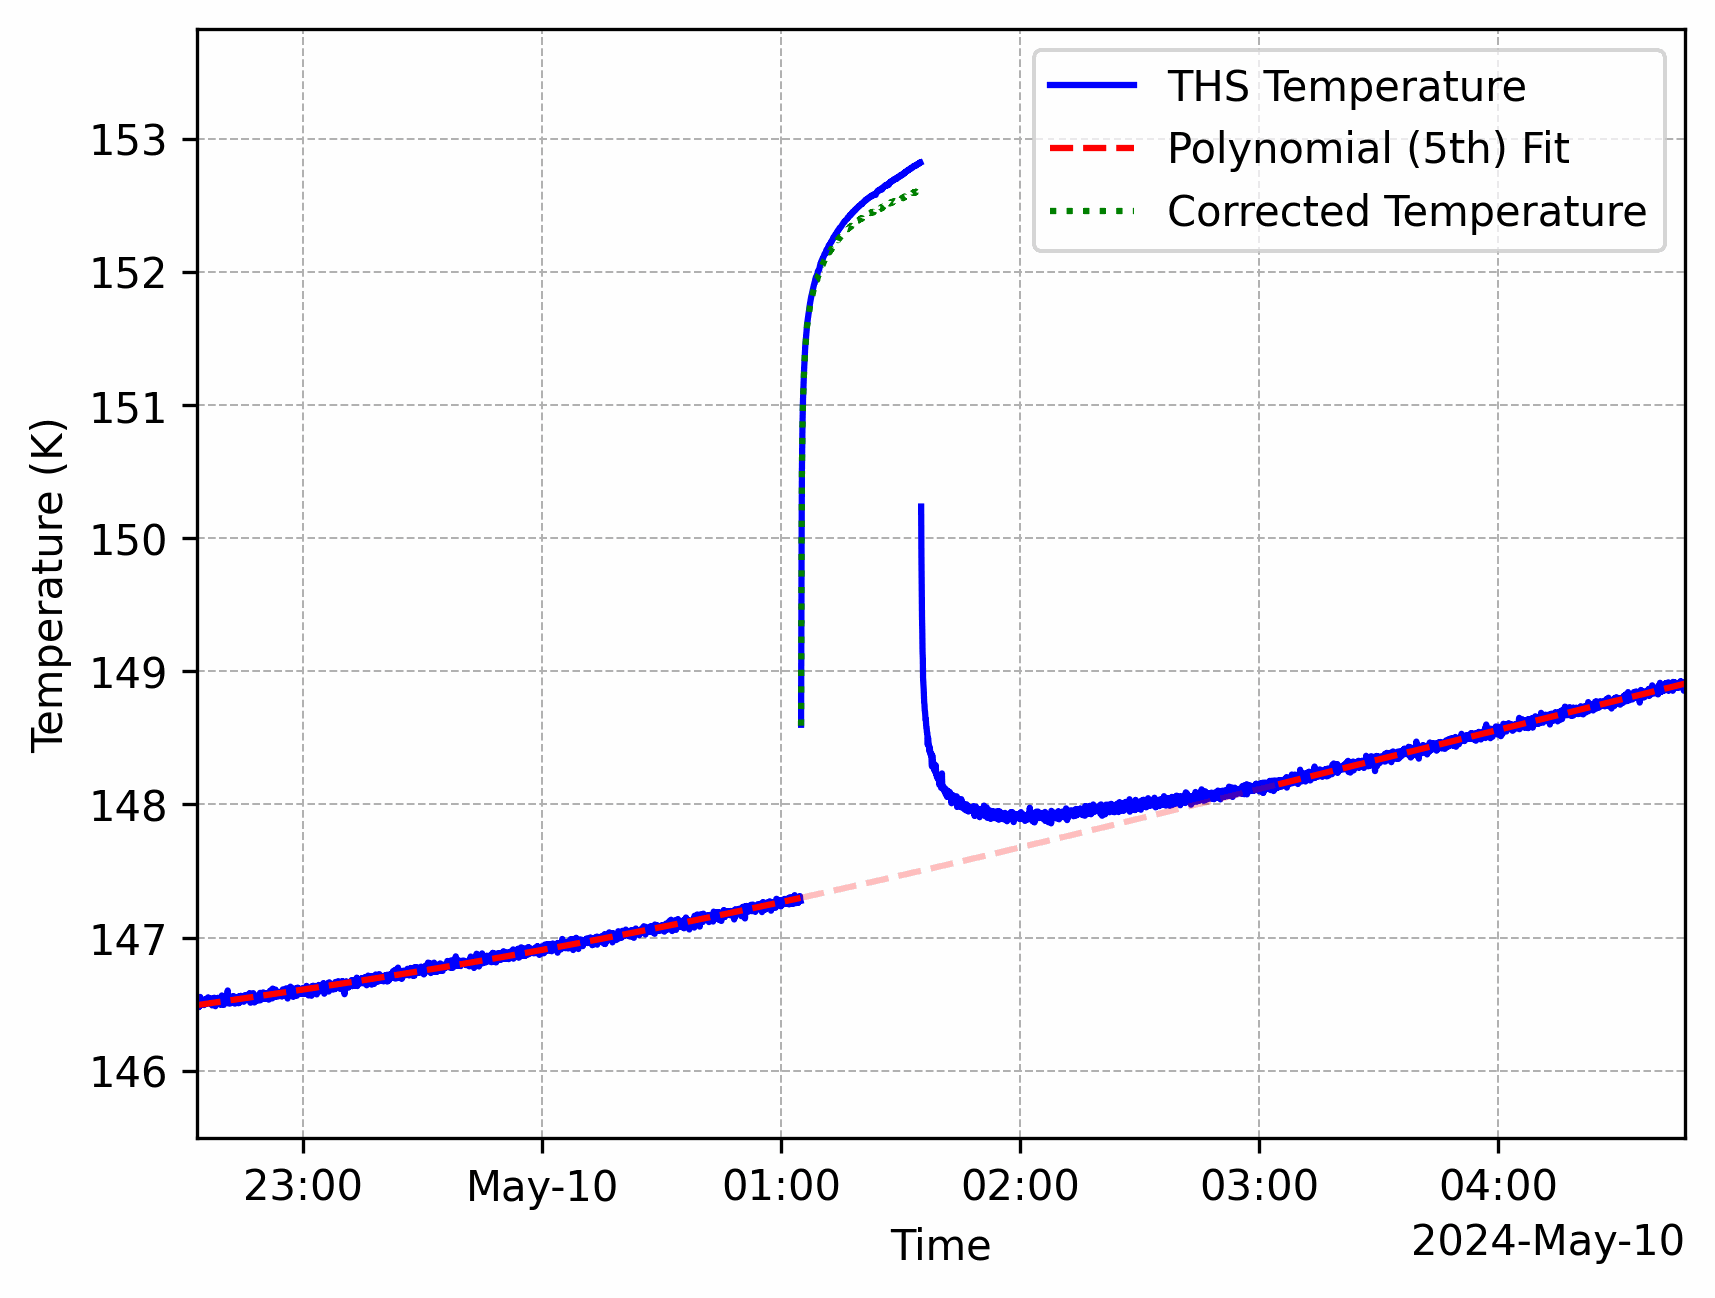 THS Temperature
Polynomial (5th) Fit
Corrected Temperature
153
152
151
150
149
148
147
146
Temperature (K)
23:00 May-10 01:00 02:00 03:00 04:00
Time
2024-May-10